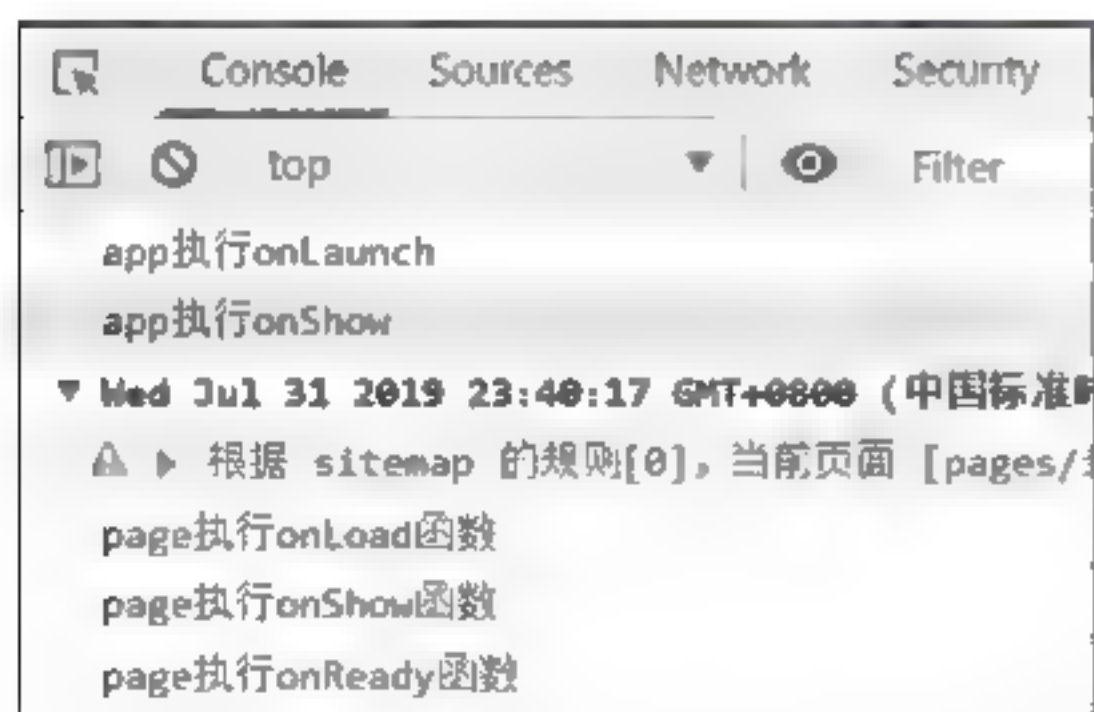 Console Sources Network Security
top Filter
app执行onLaunch
app执行onShow
Wed Jul 31 2019 23:40:17 GMT+0800 (中国标准
根据 sitemap 的规则[0], 当前页面 [pages/
page执行onLoad函数
page执行onShow函数
page执行onReady函数